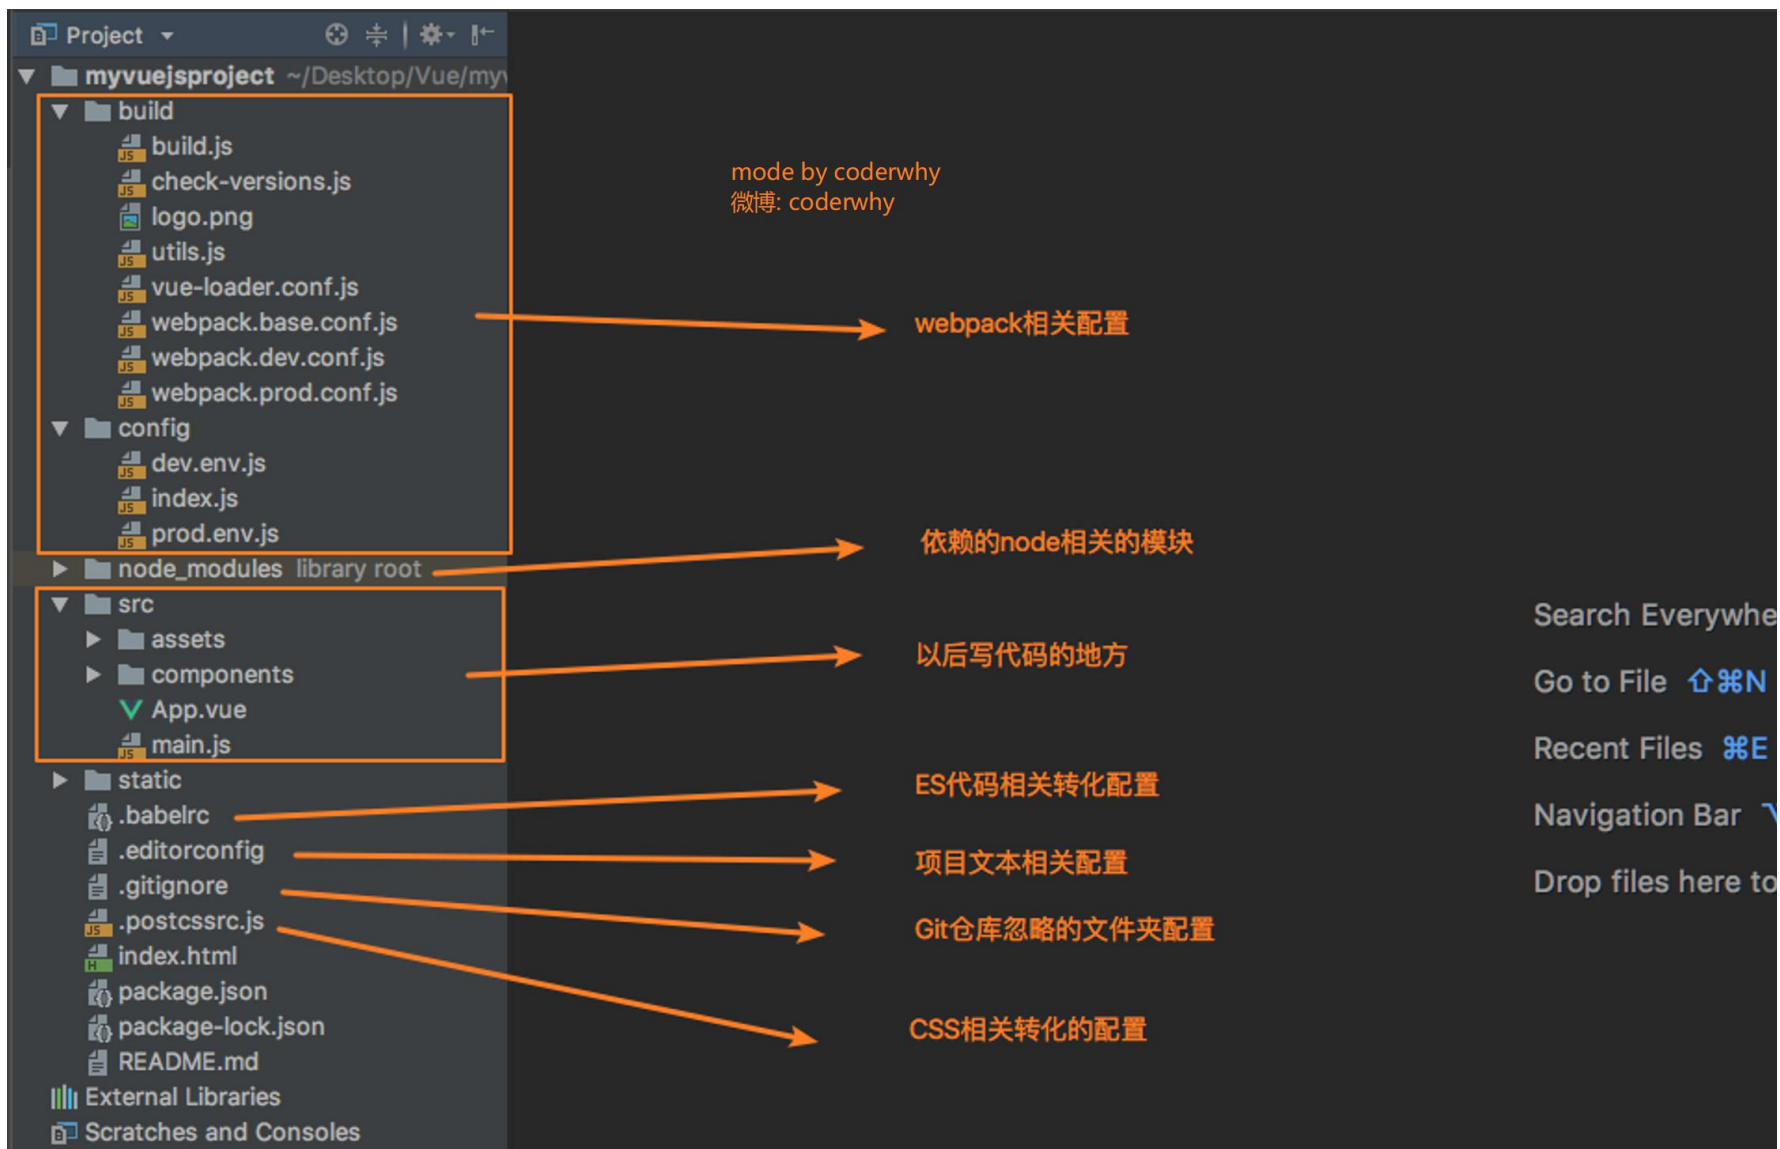 Project
myvuejsproject ~/Desktop/Vue/myv
build
build.js
check-versions.js
logo.png
utils.js
vue-loader.conf.js
webpack.base.conf.js
webpack.dev.conf.js
webpack.prod.conf.js
config
dev.env.js
index.js
prod.env.js
node_modules library root
src
assets
components
App.vue
main.js
static
.babelrc
.editorconfig
.gitignore
.postcssrc.js
index.html
package.json
package-lock.json
README.md
External Libraries
Scratches and Consoles
mode by coderwhy
微博: coderwhy
webpack相关配置
依赖的node相关的模块
以后写代码的地方
ES代码相关转化配置
项目文本相关配置
Git仓库忽略的文件夹配置
CSS相关转化的配置
Search Everywhe
Go to File ⇧⌘N
Recent Files ⌘E
Navigation Bar
Drop files here to